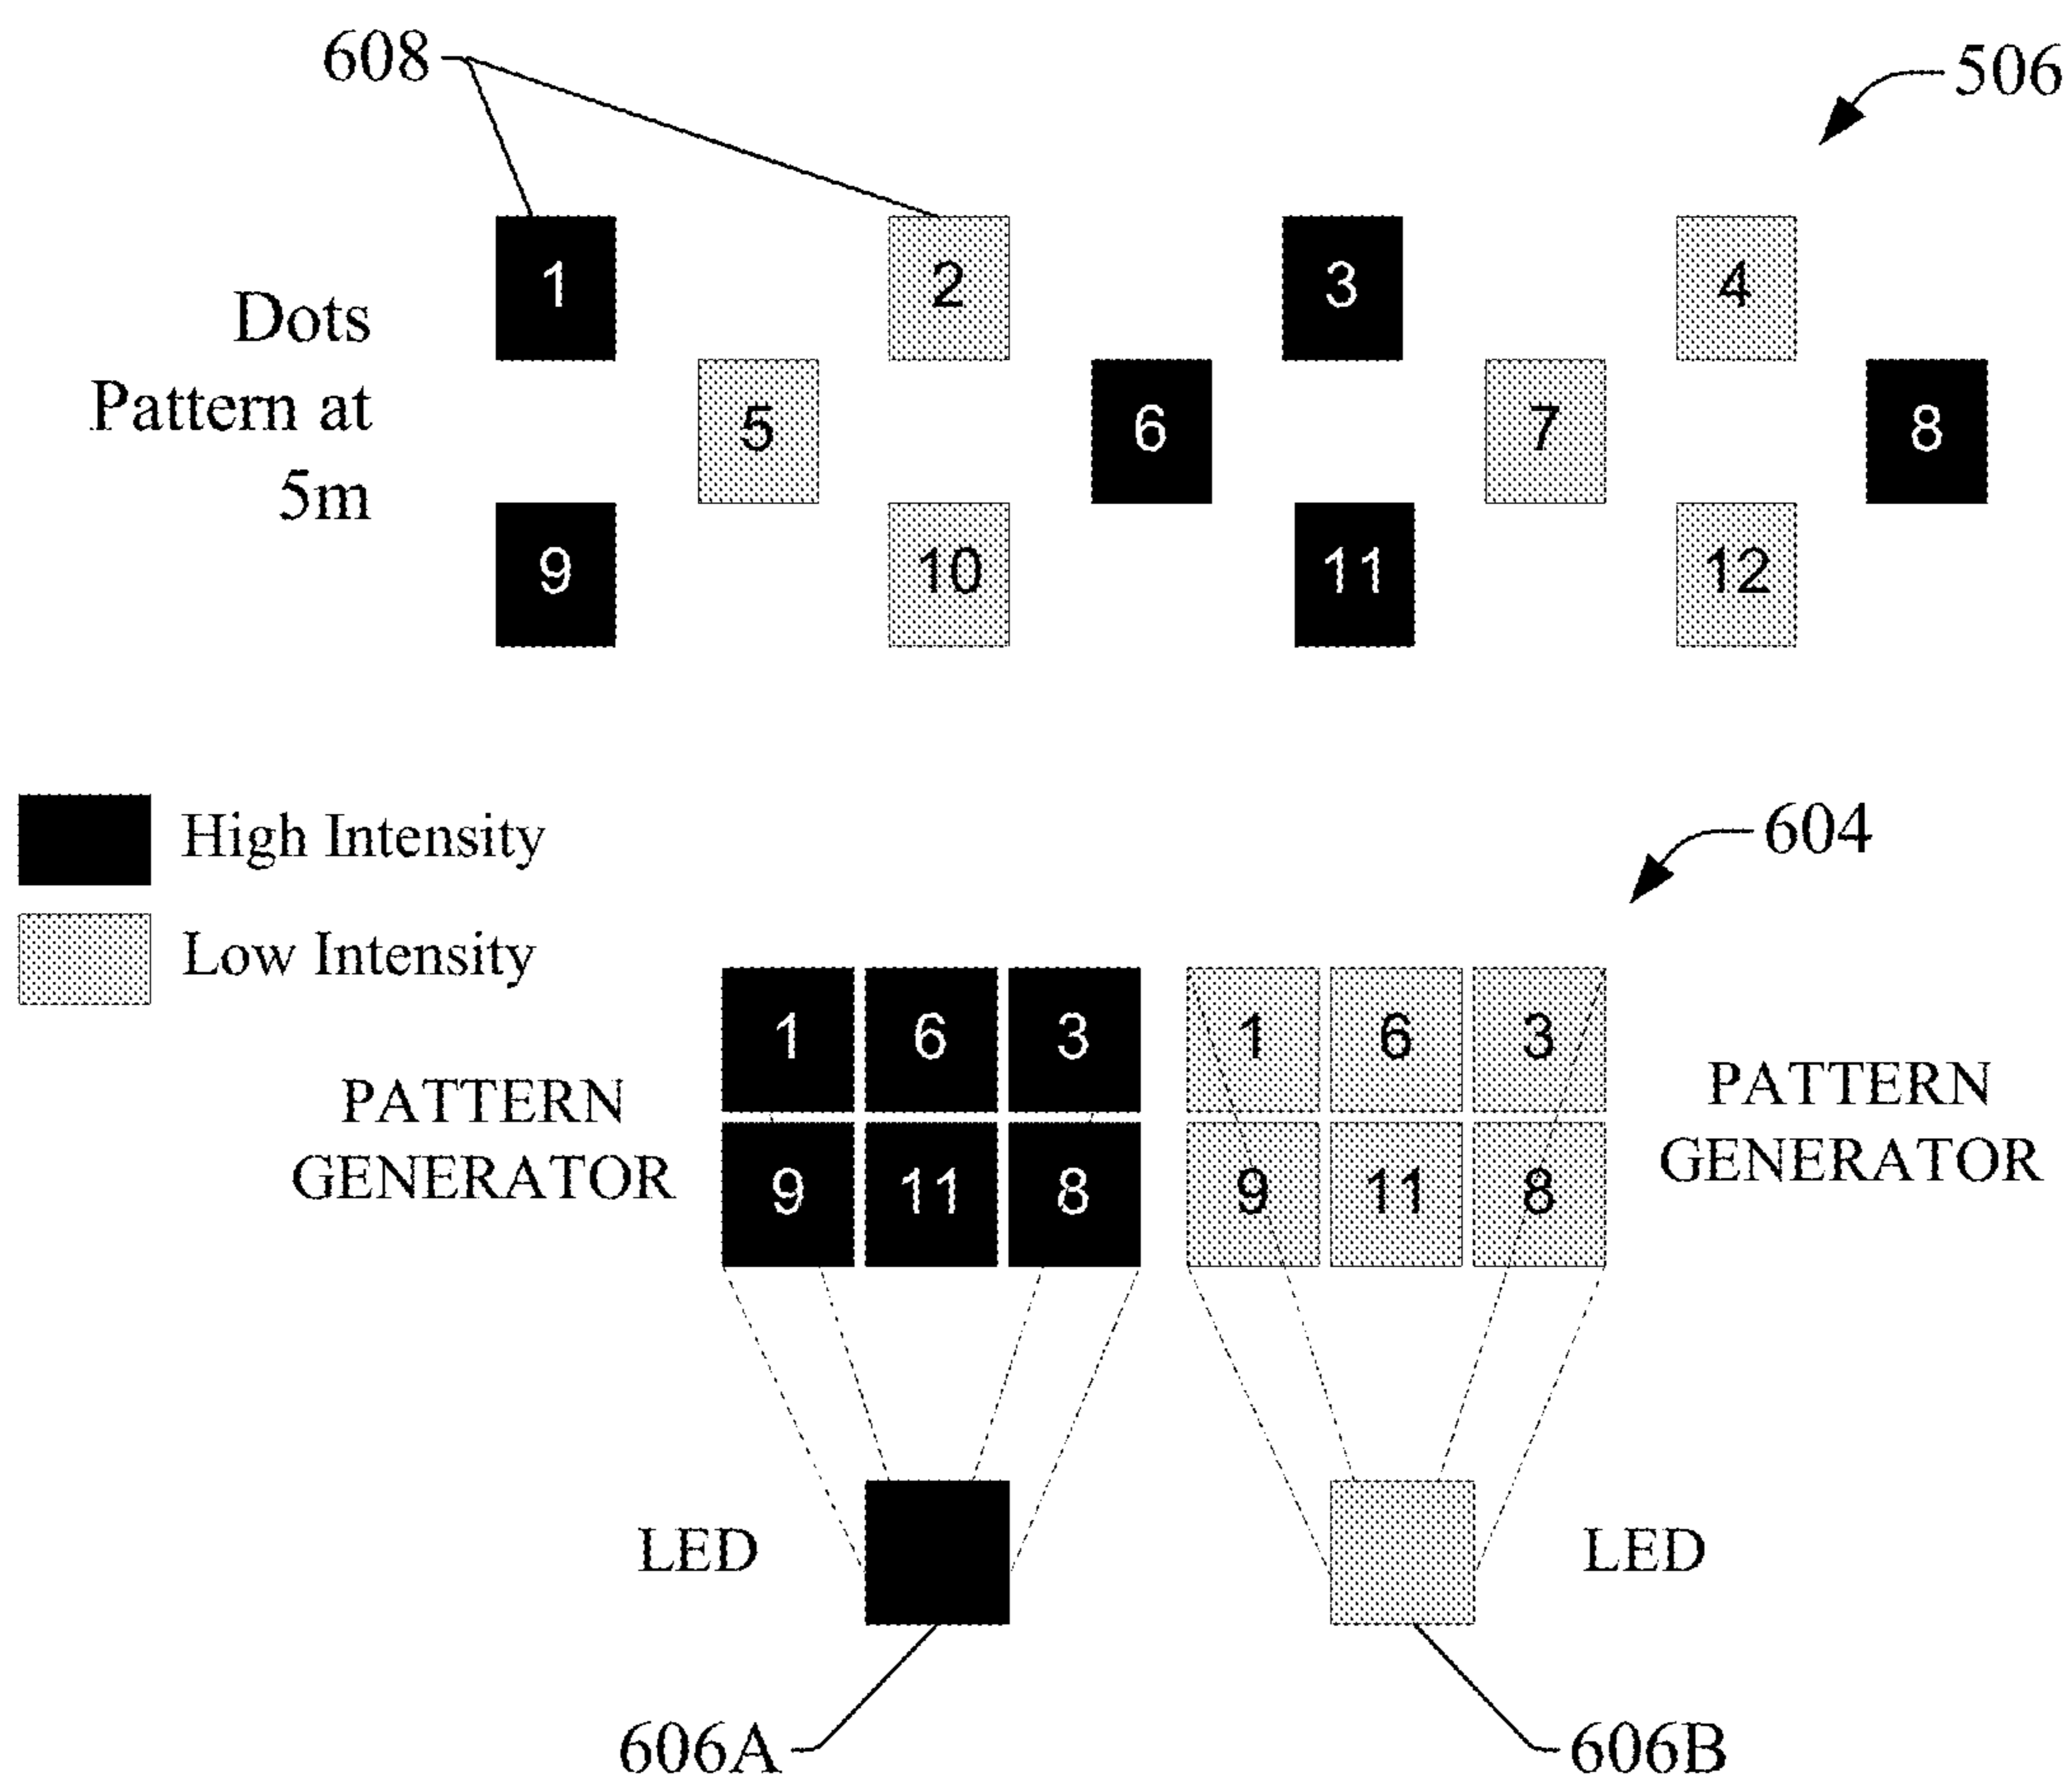 608
506
1 2 3 4
Dots
Pattern at
5m
5 6 7 8
9 10 11 12
High Intensity
Low Intensity
604
1 6 3
9 11 8
1 6 3
9 11 8
PATTERN
GENERATOR
PATTERN
GENERATOR
LED
LED
606A
606B